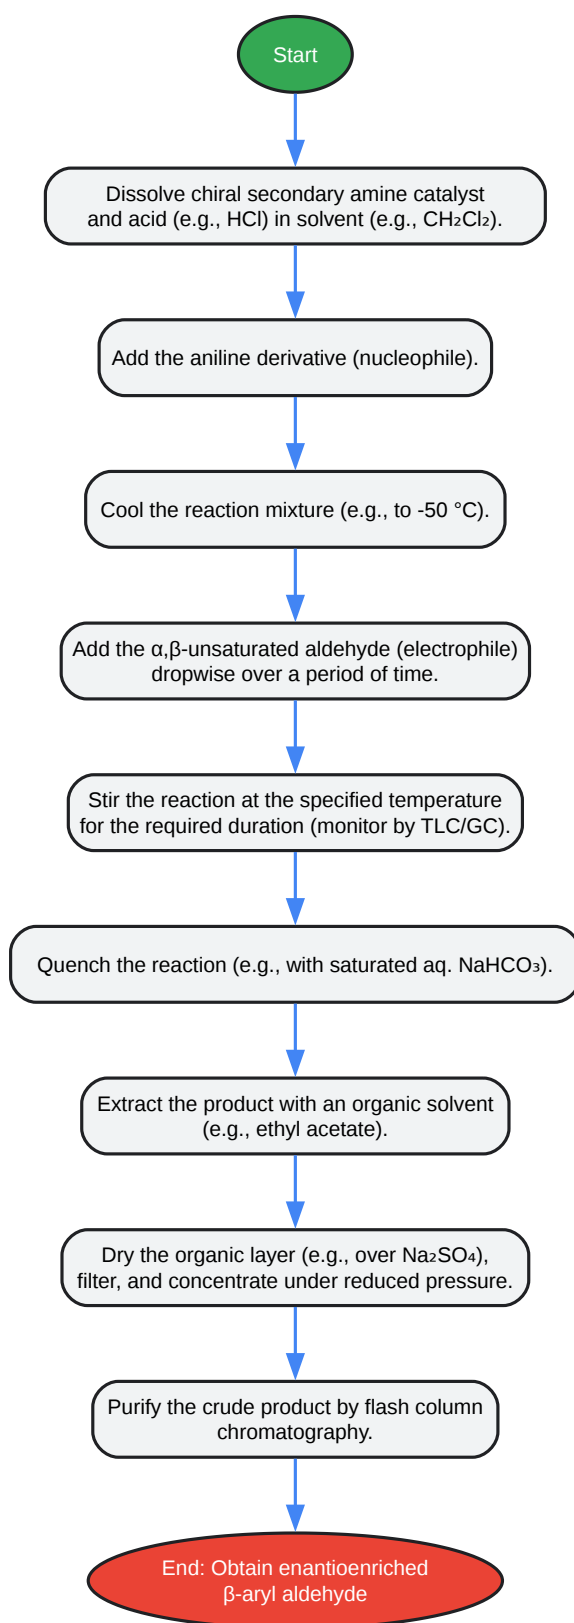 Start
Dissolve chiral secondary amine catalyst
and acid (e.g., HCl) in solvent (e.g., CH₂Cl₂).
Add the aniline derivative (nucleophile).
Cool the reaction mixture (e.g., to -50 °C).
Add the α,β-unsaturated aldehyde (electrophile)
dropwise over a period of time.
Stir the reaction at the specified temperature
for the required duration (monitor by TLC/GC).
Quench the reaction (e.g., with saturated aq. NaHCO₃).
Extract the product with an organic solvent
(e.g., ethyl acetate).
Dry the organic layer (e.g., over Na₂SO₄),
filter, and concentrate under reduced pressure.
Purify the crude product by flash column
chromatography.
End: Obtain enantioenriched
β-aryl aldehyde